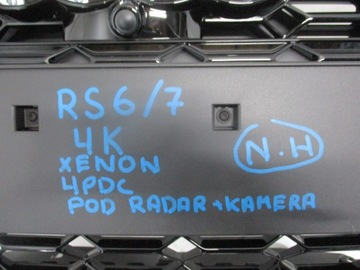 RS6/7
4K
N.H
XENON
4PDC
POD RADAR + KAMERA